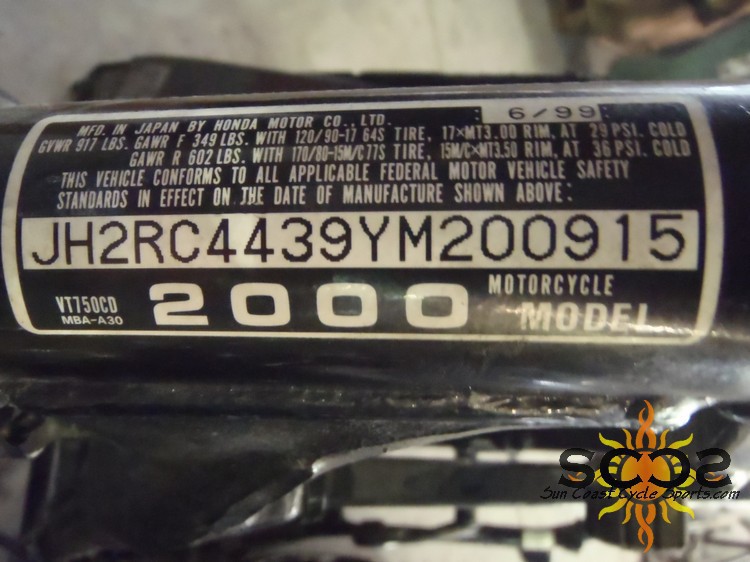 MFD. IN JAPAN BY HONDA MOTOR CO., LTD. 6/99
GVWR 917 LBS. GAWR F 349 LBS. WITH 120/90-17 64S TIRE, 17×MT3.00 RIM, AT 29 PSI. COLD
GAWR R 602 LBS. WITH 170/80-15M/C77S TIRE, 15M/C×MT3.50 RIM, AT 36 PSI. COLD
THIS VEHICLE CONFORMS TO ALL APPLICABLE FEDERAL MOTOR VEHICLE SAFETY
STANDARDS IN EFFECT ON THE DATE OF MANUFACTURE SHOWN ABOVE:
JH2RC4439YM200915
VT750CD 2000 MOTORCYCLE
MBA-A30 MODEL
SCCS
Sun Coast Cycle Sports.com